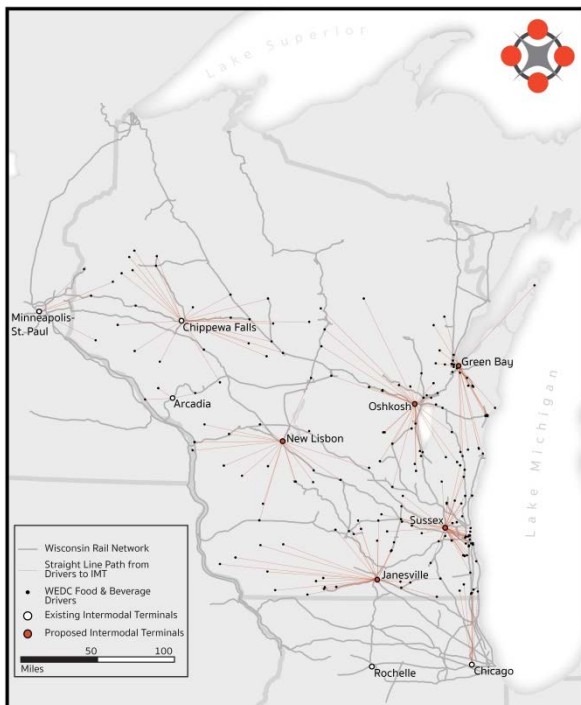 Lake Superior
Minneapolis-
St. Paul
Chippewa Falls
Green Bay
Arcadia
Oshkosh
New Lisbon
Lake Michigan
Sussex
Janesville
Rochelle
Chicago
Wisconsin Rail Network
Straight Line Path from
Drivers to IMT
WEDC Food & Beverage
Drivers
Existing Intermodal Terminals
Proposed Intermodal Terminals
50 100
Miles